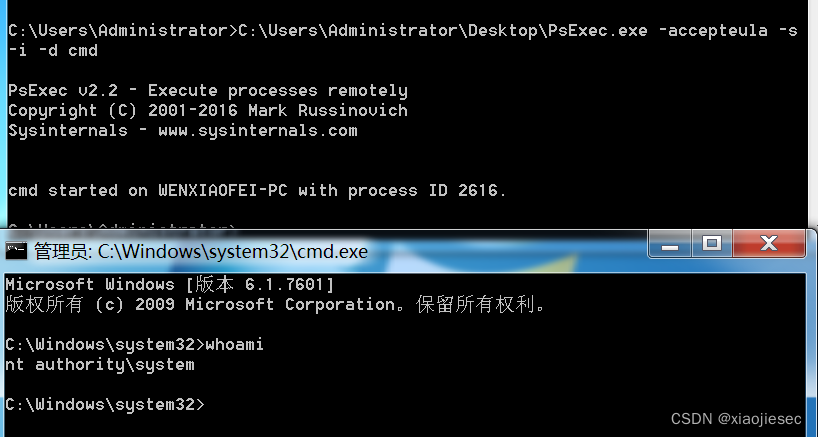 C:\Users\Administrator>C:\Users\Administrator\Desktop\PsExec.exe -accepteula -s
-i -d cmd
PsExec v2.2 - Execute processes remotely
Copyright (C) 2001-2016 Mark Russinovich
Sysinternals - www.sysinternals.com
cmd started on WENXIAOFEI-PC with process ID 2616.
C:\Users\Administrator>
管理员: C:\Windows\system32\cmd.exe
Microsoft Windows [版本 6.1.7601]
版权所有 (c) 2009 Microsoft Corporation。保留所有权利。
C:\Windows\system32>whoami
nt authority\system
C:\Windows\system32>
CSDN @xiaojiesec